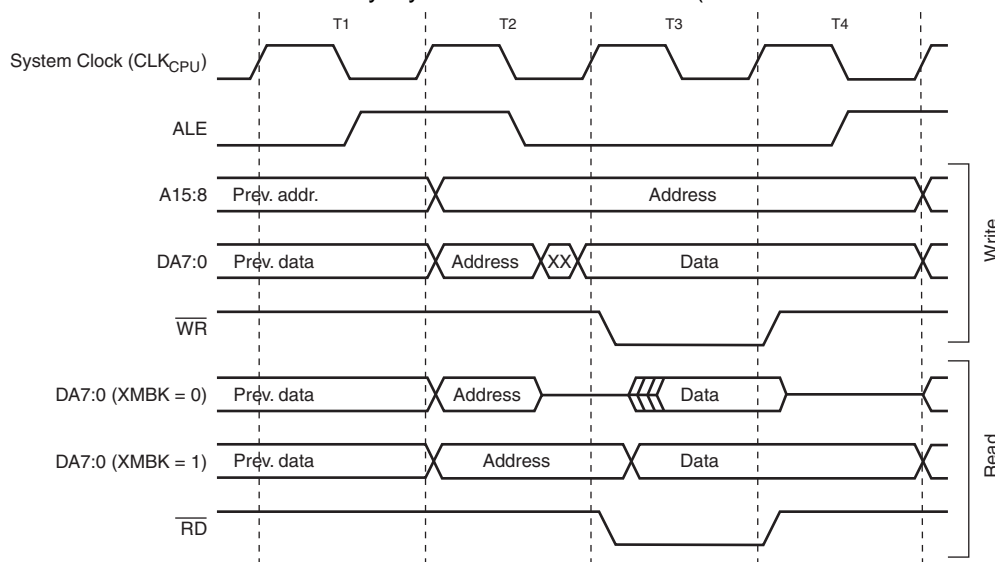 T1 T2 T3 T4
System Clock (CLKCPU)
ALE
A15:8 Prev. addr. Address
DA7:0 Prev. data Address XX Data
WR
Write
DA7:0 (XMBK = 0) Prev. data Address Data
DA7:0 (XMBK = 1) Prev. data Address Data
RD
Read